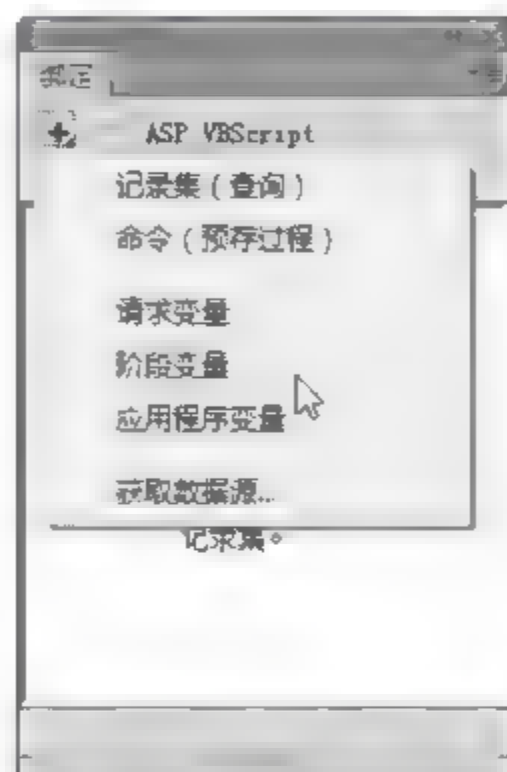 绑定
ASP VBScript
记录集（查询）
命令（预存过程）
请求变量
阶段变量
应用程序变量
获取数据源...
记录集。